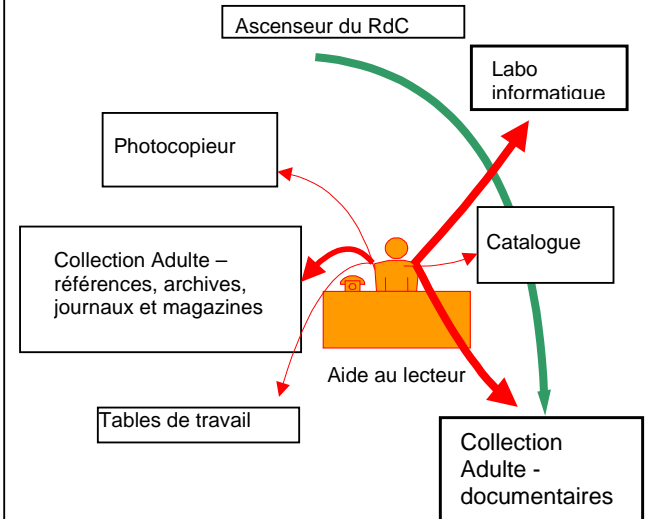 Ascenseur du RdC
Labo
informatique
Photocopieur
Catalogue
Collection Adulte –
références, archives,
journaux et magazines
Aide au lecteur
Tables de travail
Collection
Adulte -
documentaires